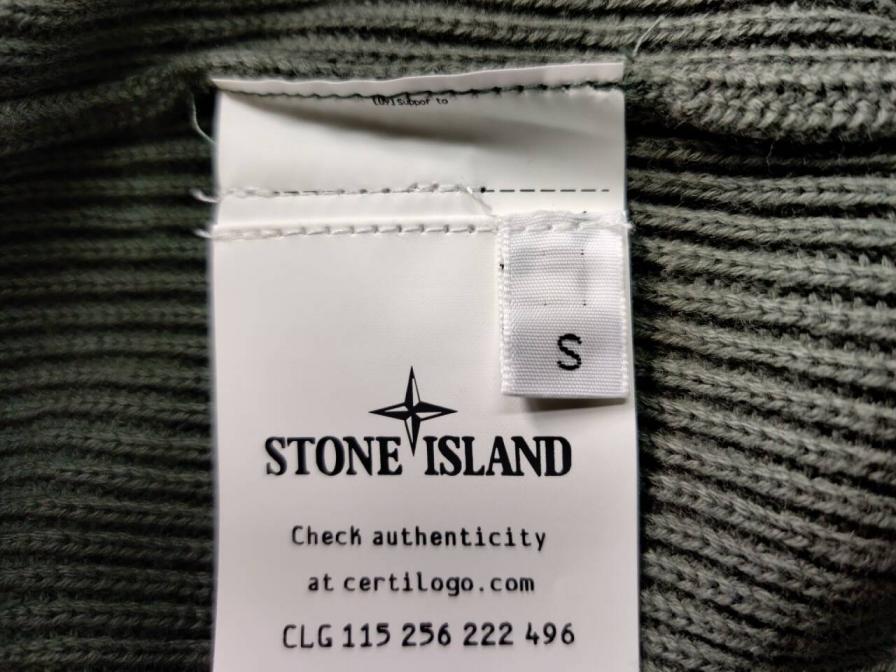 S
STONE ISLAND
Check authenticity
at certilogo.com
CLG 115 256 222 496